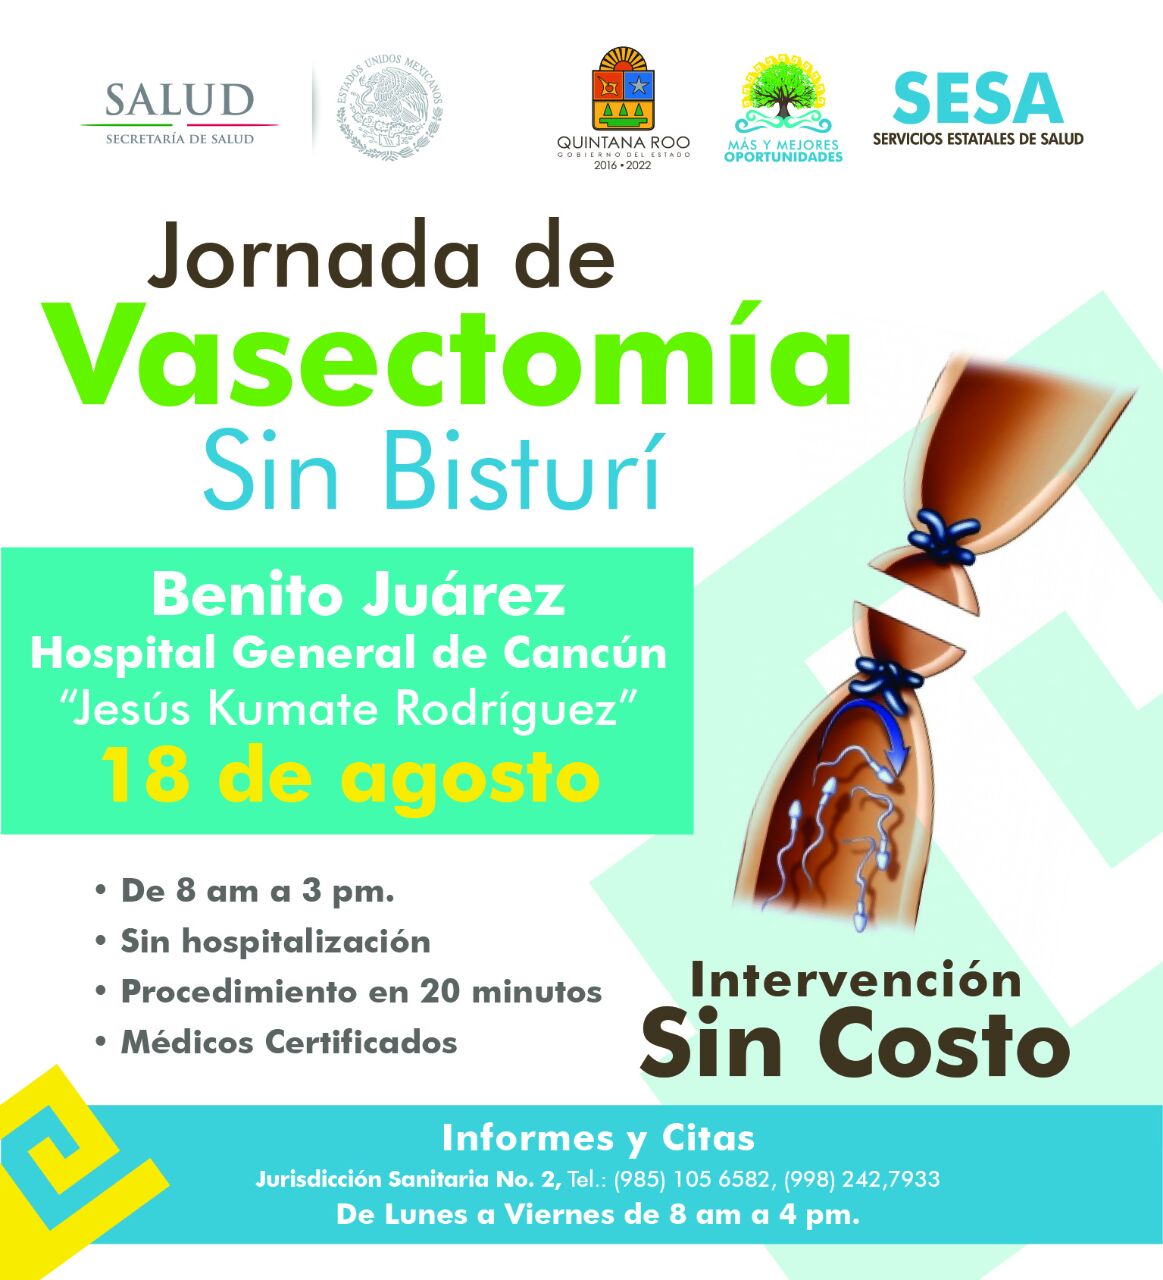 SALUD
SECRETARÍA DE SALUD
ESTADOS UNIDOS MEXICANOS
QUINTANA ROO
GOBIERNO DEL ESTADO
2016 • 2022
MÁS Y MEJORES
OPORTUNIDADES
SESA
SERVICIOS ESTATALES DE SALUD
Jornada de
Vasectomía
Sin Bisturí
Benito Juárez
Hospital General de Cancún
“Jesús Kumate Rodríguez”
18 de agosto
• De 8 am a 3 pm.
• Sin hospitalización
• Procedimiento en 20 minutos
• Médicos Certificados
Intervención
Sin Costo
Informes y Citas
Jurisdicción Sanitaria No. 2, Tel.: (985) 105 6582, (998) 242,7933
De Lunes a Viernes de 8 am a 4 pm.